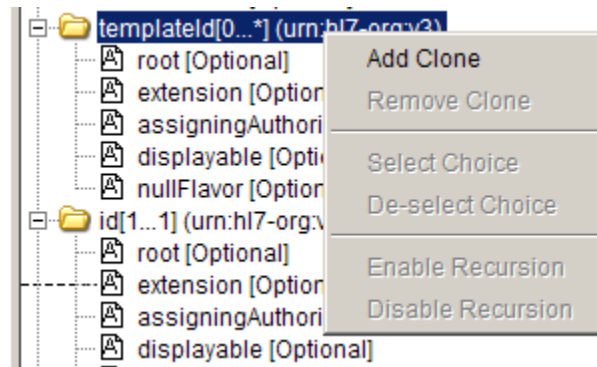 templateId[0...*] (urn:hl7-org:v3)
root [Optional]
Add Clone
extension [Option
Remove Clone
assigningAuthori
displayable [Opti
Select Choice
nullFlavor [Option
De-select Choice
id[1...1] (urn:hl7-org:v
root [Optional]
Enable Recursion
extension [Option
Disable Recursion
assigningAuthori
displayable [Optional]